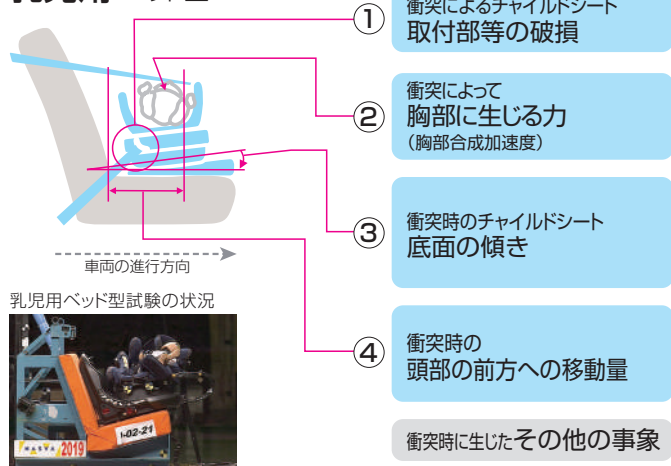 ①
衝突によるチャイルドシート
取付部等の破損
②
衝突によって
胸部に生じる力
(胸部合成加速度)
③
衝突時のチャイルドシート
底面の傾き
車両の進行方向
乳児用ベッド型試験の状況
④
衝突時の
頭部の前方への移動量
1-02-21
NASVA 2019
衝突時に生じたその他の事象